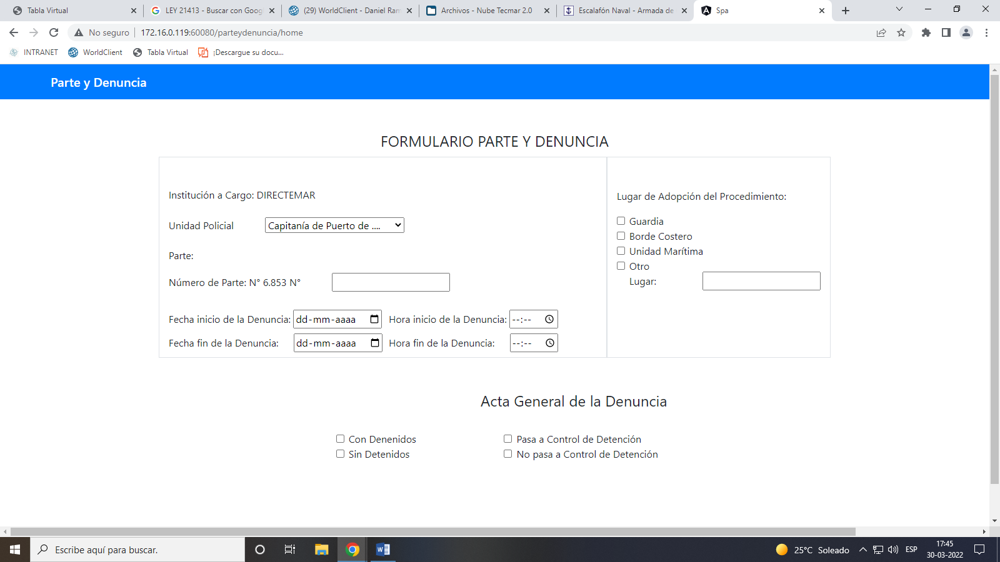 Tabla Virtual
LEY 21413 - Buscar con Goog
(29) WorldClient - Daniel Ram
Archivos - Nube Tecmar 2.0
Escalafón Naval - Armada de
Spa
No seguro
172.16.0.119:60080/parteydenuncia/home
INTRANET
WorldClient
Tabla Virtual
¡Descargue su docu...
Parte y Denuncia
FORMULARIO PARTE Y DENUNCIA
Institución a Cargo: DIRECTEMAR
Unidad Policial
Capitanía de Puerto de ....
Parte:
Número de Parte: N° 6.853 N°
Fecha inicio de la Denuncia: dd-mm-aaaa Hora inicio de la Denuncia: --:--
Fecha fin de la Denuncia: dd-mm-aaaa Hora fin de la Denuncia: --:--
Lugar de Adopción del Procedimiento:
Guardia
Borde Costero
Unidad Marítima
Otro
Lugar:
Acta General de la Denuncia
Con Denenidos
Sin Detenidos
Pasa a Control de Detención
No pasa a Control de Detención
Escribe aquí para buscar.
25°C Soleado
ESP
17:45
30-03-2022